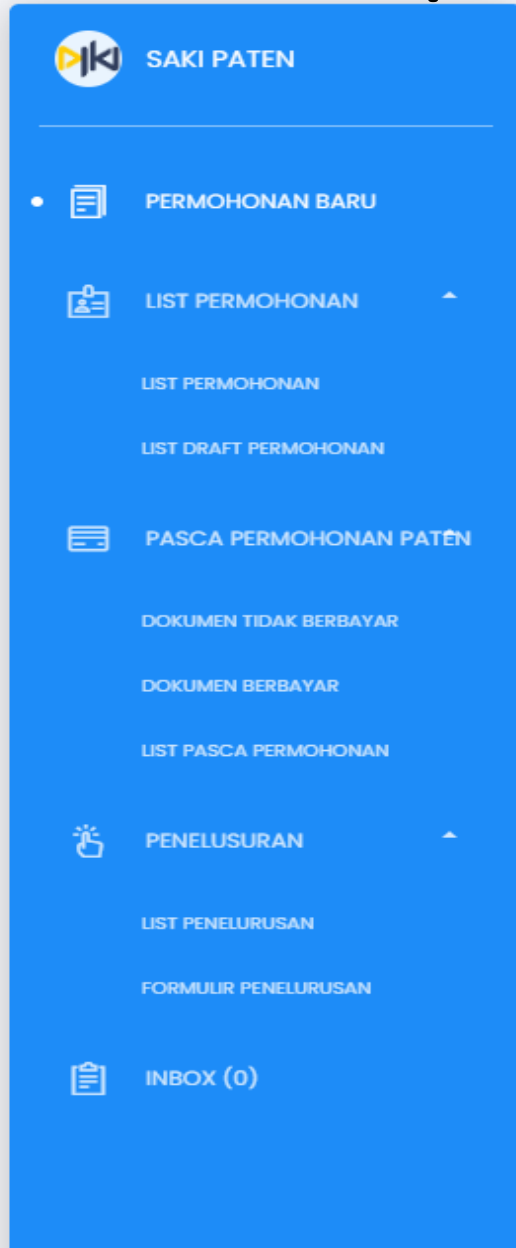 SAKI PATEN
PERMOHONAN BARU
LIST PERMOHONAN
LIST PERMOHONAN
LIST DRAFT PERMOHONAN
PASCA PERMOHONAN PATEN
DOKUMEN TIDAK BERBAYAR
DOKUMEN BERBAYAR
LIST PASCA PERMOHONAN
PENELUSURAN
LIST PENELURUSAN
FORMULIR PENELURUSAN
INBOX (0)